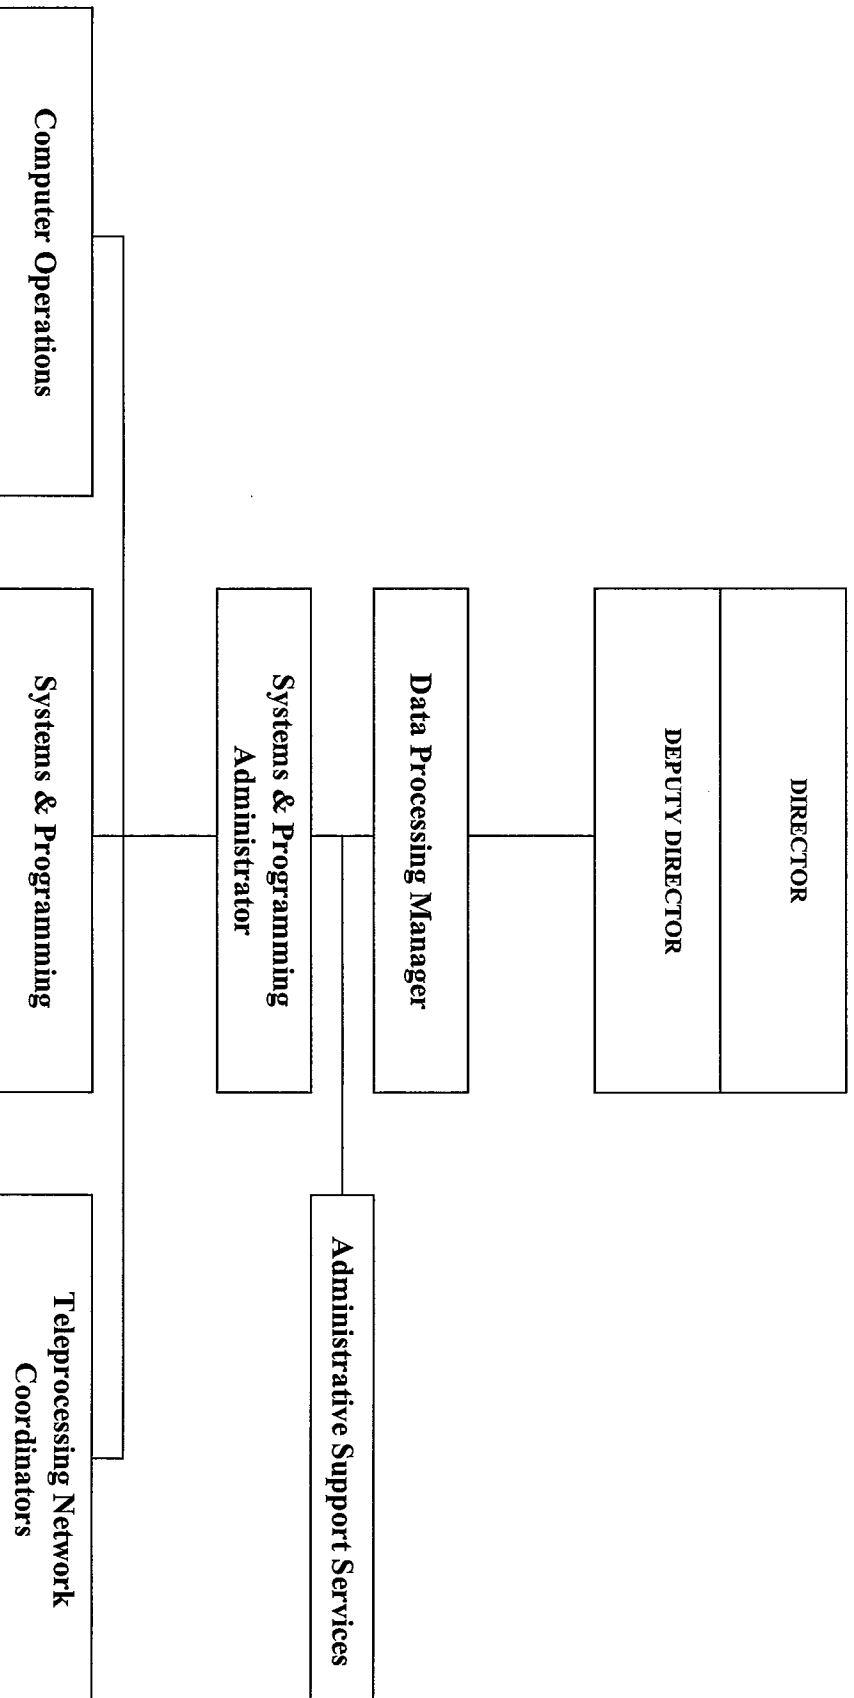 DIRECTOR
DEPUTY DIRECTOR
Data Processing Manager
Administrative Support Services
Systems & Programming
Administrator
Computer Operations
Systems & Programming
Teleprocessing Network
Coordinators